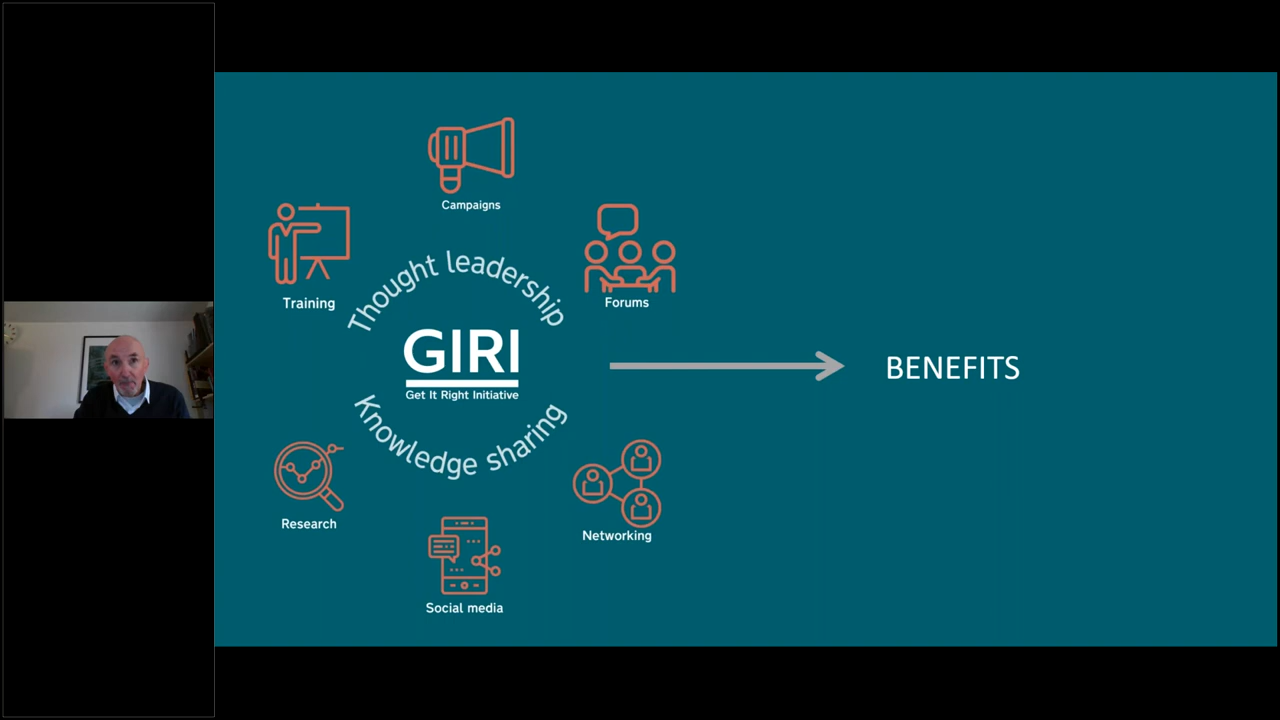 Campaigns
Training
Forums
Thought leadership
GIRI
Get It Right Initiative
Knowledge sharing
BENEFITS
Research
Networking
Social media